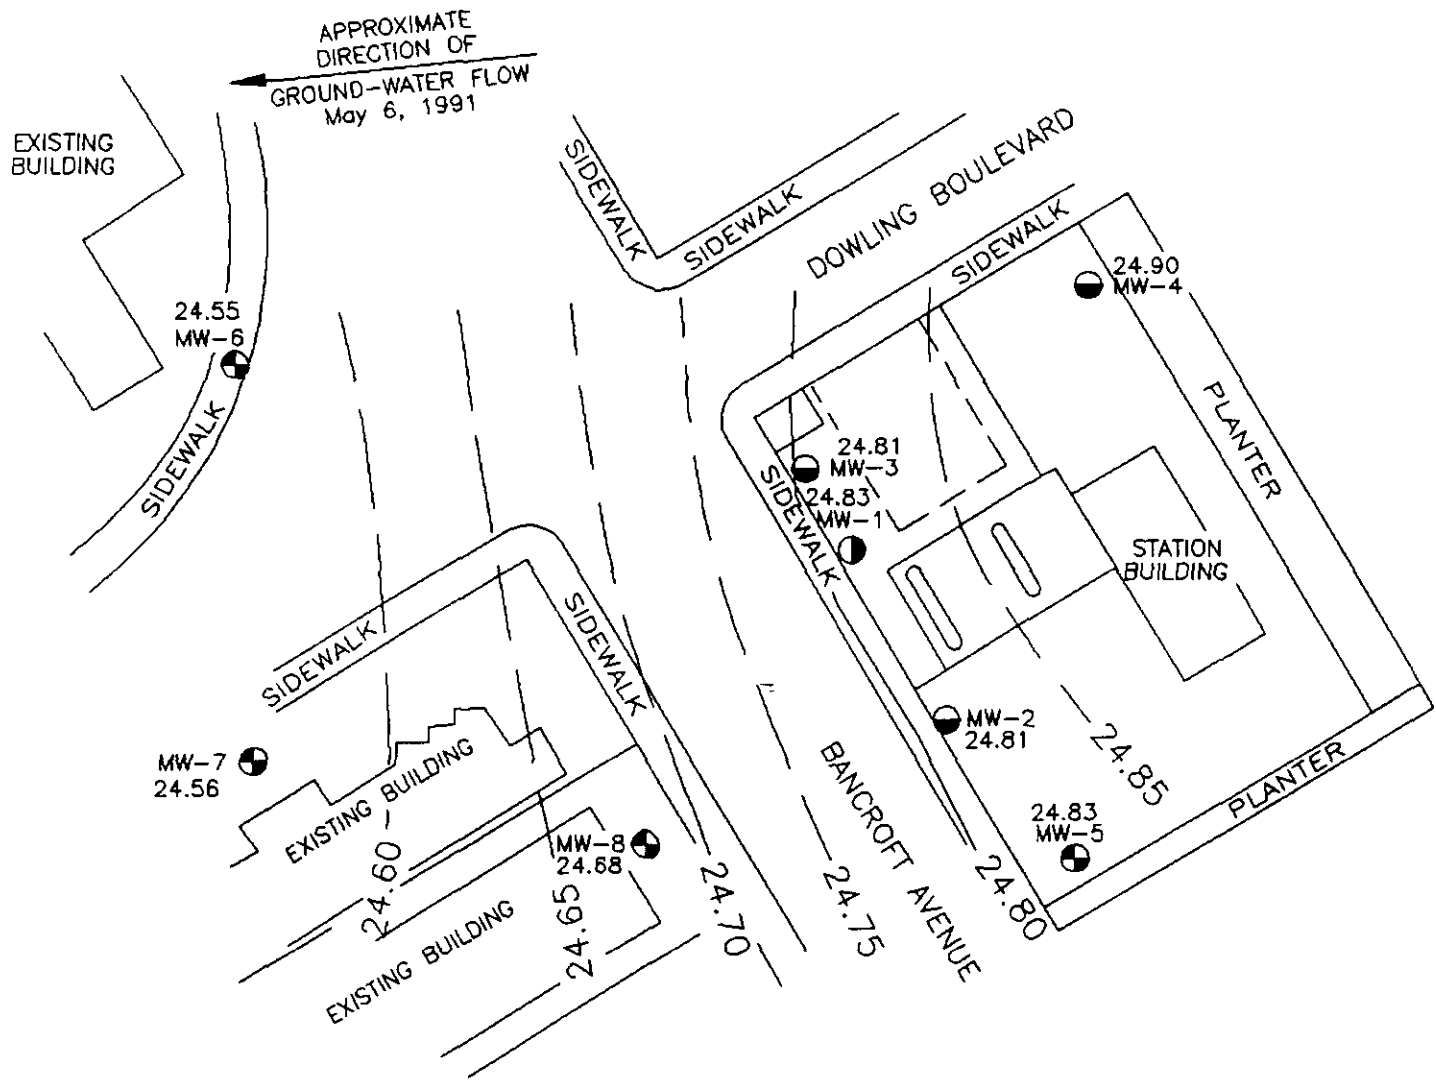 APPROXIMATE
DIRECTION OF
GROUND-WATER FLOW
May 6, 1991
EXISTING
BUILDING
SIDEWALK
SIDEWALK
DOWLING BOULEVARD
SIDEWALK
24.90
MW-4
24.55
MW-6
SIDEWALK
PLANTER
24.81
MW-3
24.83
MW-1
SIDEWALK
STATION
BUILDING
SIDEWALK
SIDEWALK
MW-2
24.81
24.85
MW-7
24.56
EXISTING BUILDING
BANCROFT AVENUE
PLANTER
24.83
MW-5
MW-8
24.68
24.60
24.65
24.70
24.75
24.80
EXISTING BUILDING